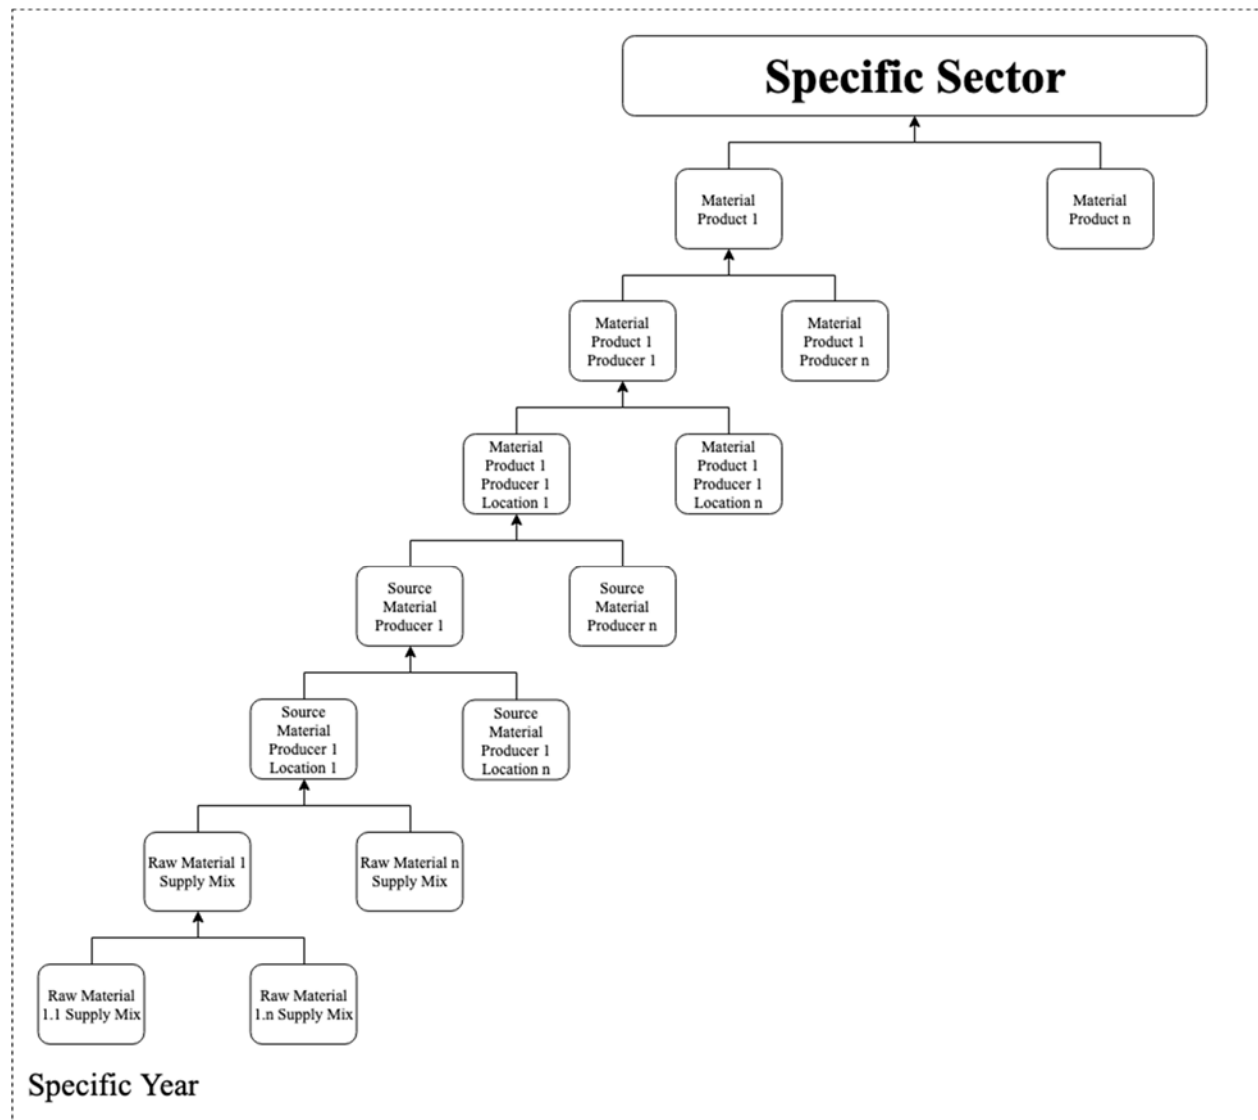 Specific Sector
Material
Product 1
Material
Product n
Material
Product 1
Producer 1
Material
Product 1
Producer n
Material
Product 1
Producer 1
Location 1
Material
Product 1
Producer 1
Location n
Source
Material
Producer 1
Source
Material
Producer n
Source
Material
Producer 1
Location 1
Source
Material
Producer 1
Location n
Raw Material 1
Supply Mix
Raw Material n
Supply Mix
Raw Material
1.1 Supply Mix
Raw Material
1.n Supply Mix
Specific Year